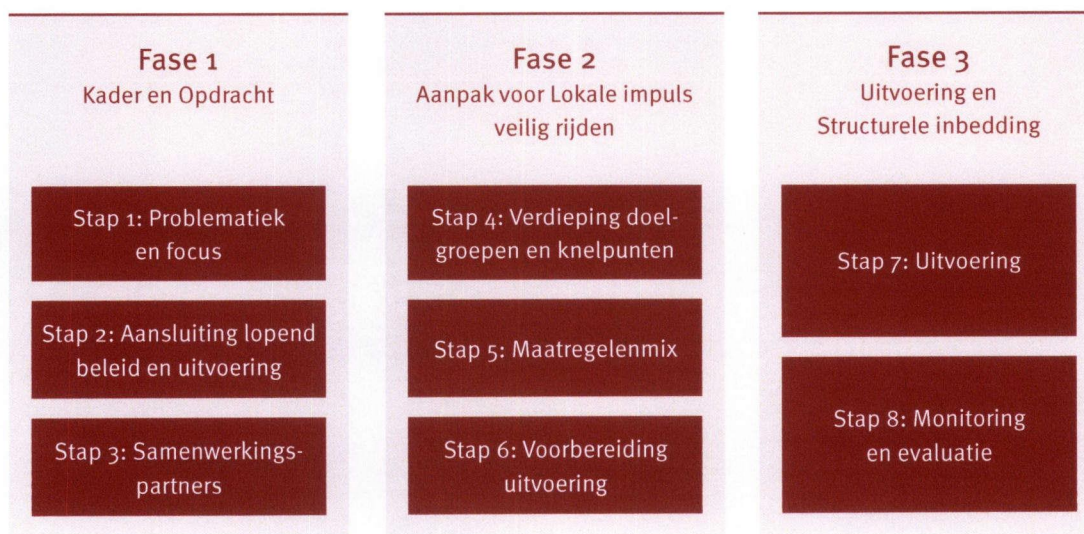 Fase 1
Kader en Opdracht
Stap 1: Problematiek
en focus
Stap 2: Aansluiting lopend
beleid en uitvoering
Stap 3: Samenwerkings-
partners
Fase 2
Aanpak voor Lokale impuls
veilig rijden
Stap 4: Verdieping doel-
groepen en knelpunten
Stap 5: Maatregelenmix
Stap 6: Voorbereiding
uitvoering
Fase 3
Uitvoering en
Structurele inbedding
Stap 7: Uitvoering
Stap 8: Monitoring
en evaluatie